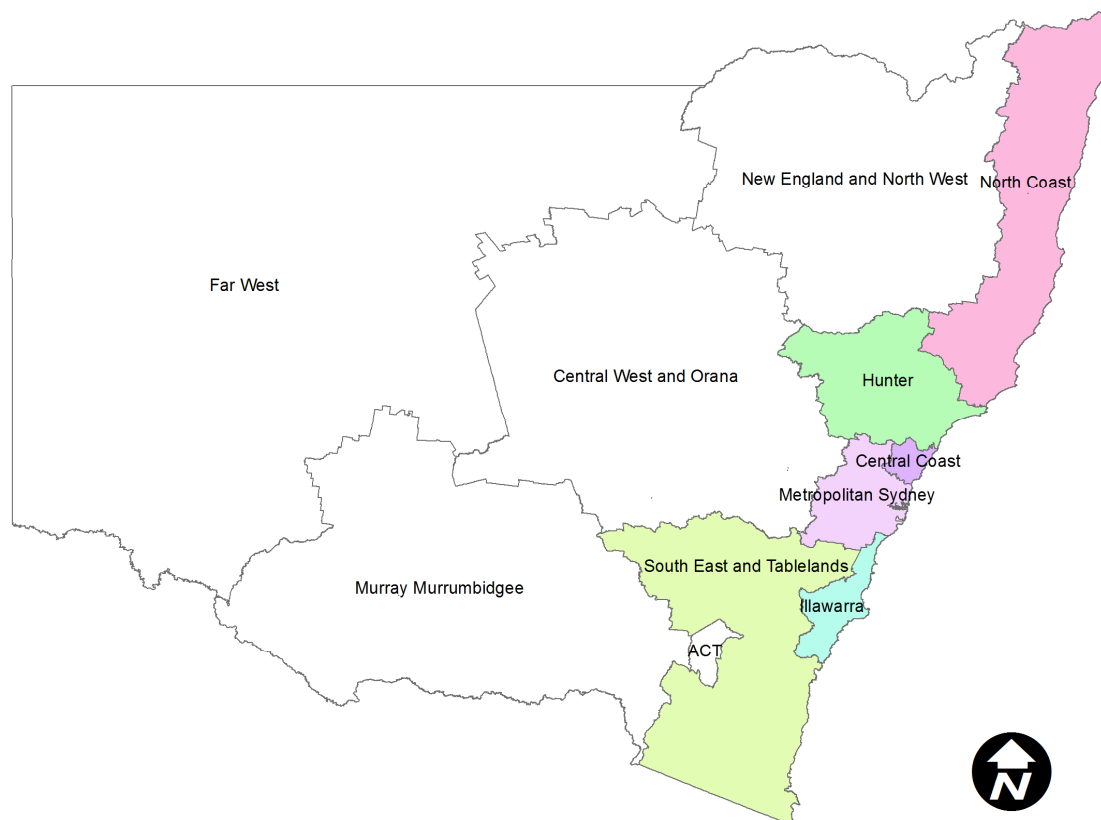 New England and North West
North Coast
Far West
Central West and Orana
Hunter
Central Coast
Metropolitan Sydney
South East and Tablelands
Murray Murrumbidgee
Illawarra
ACT
N